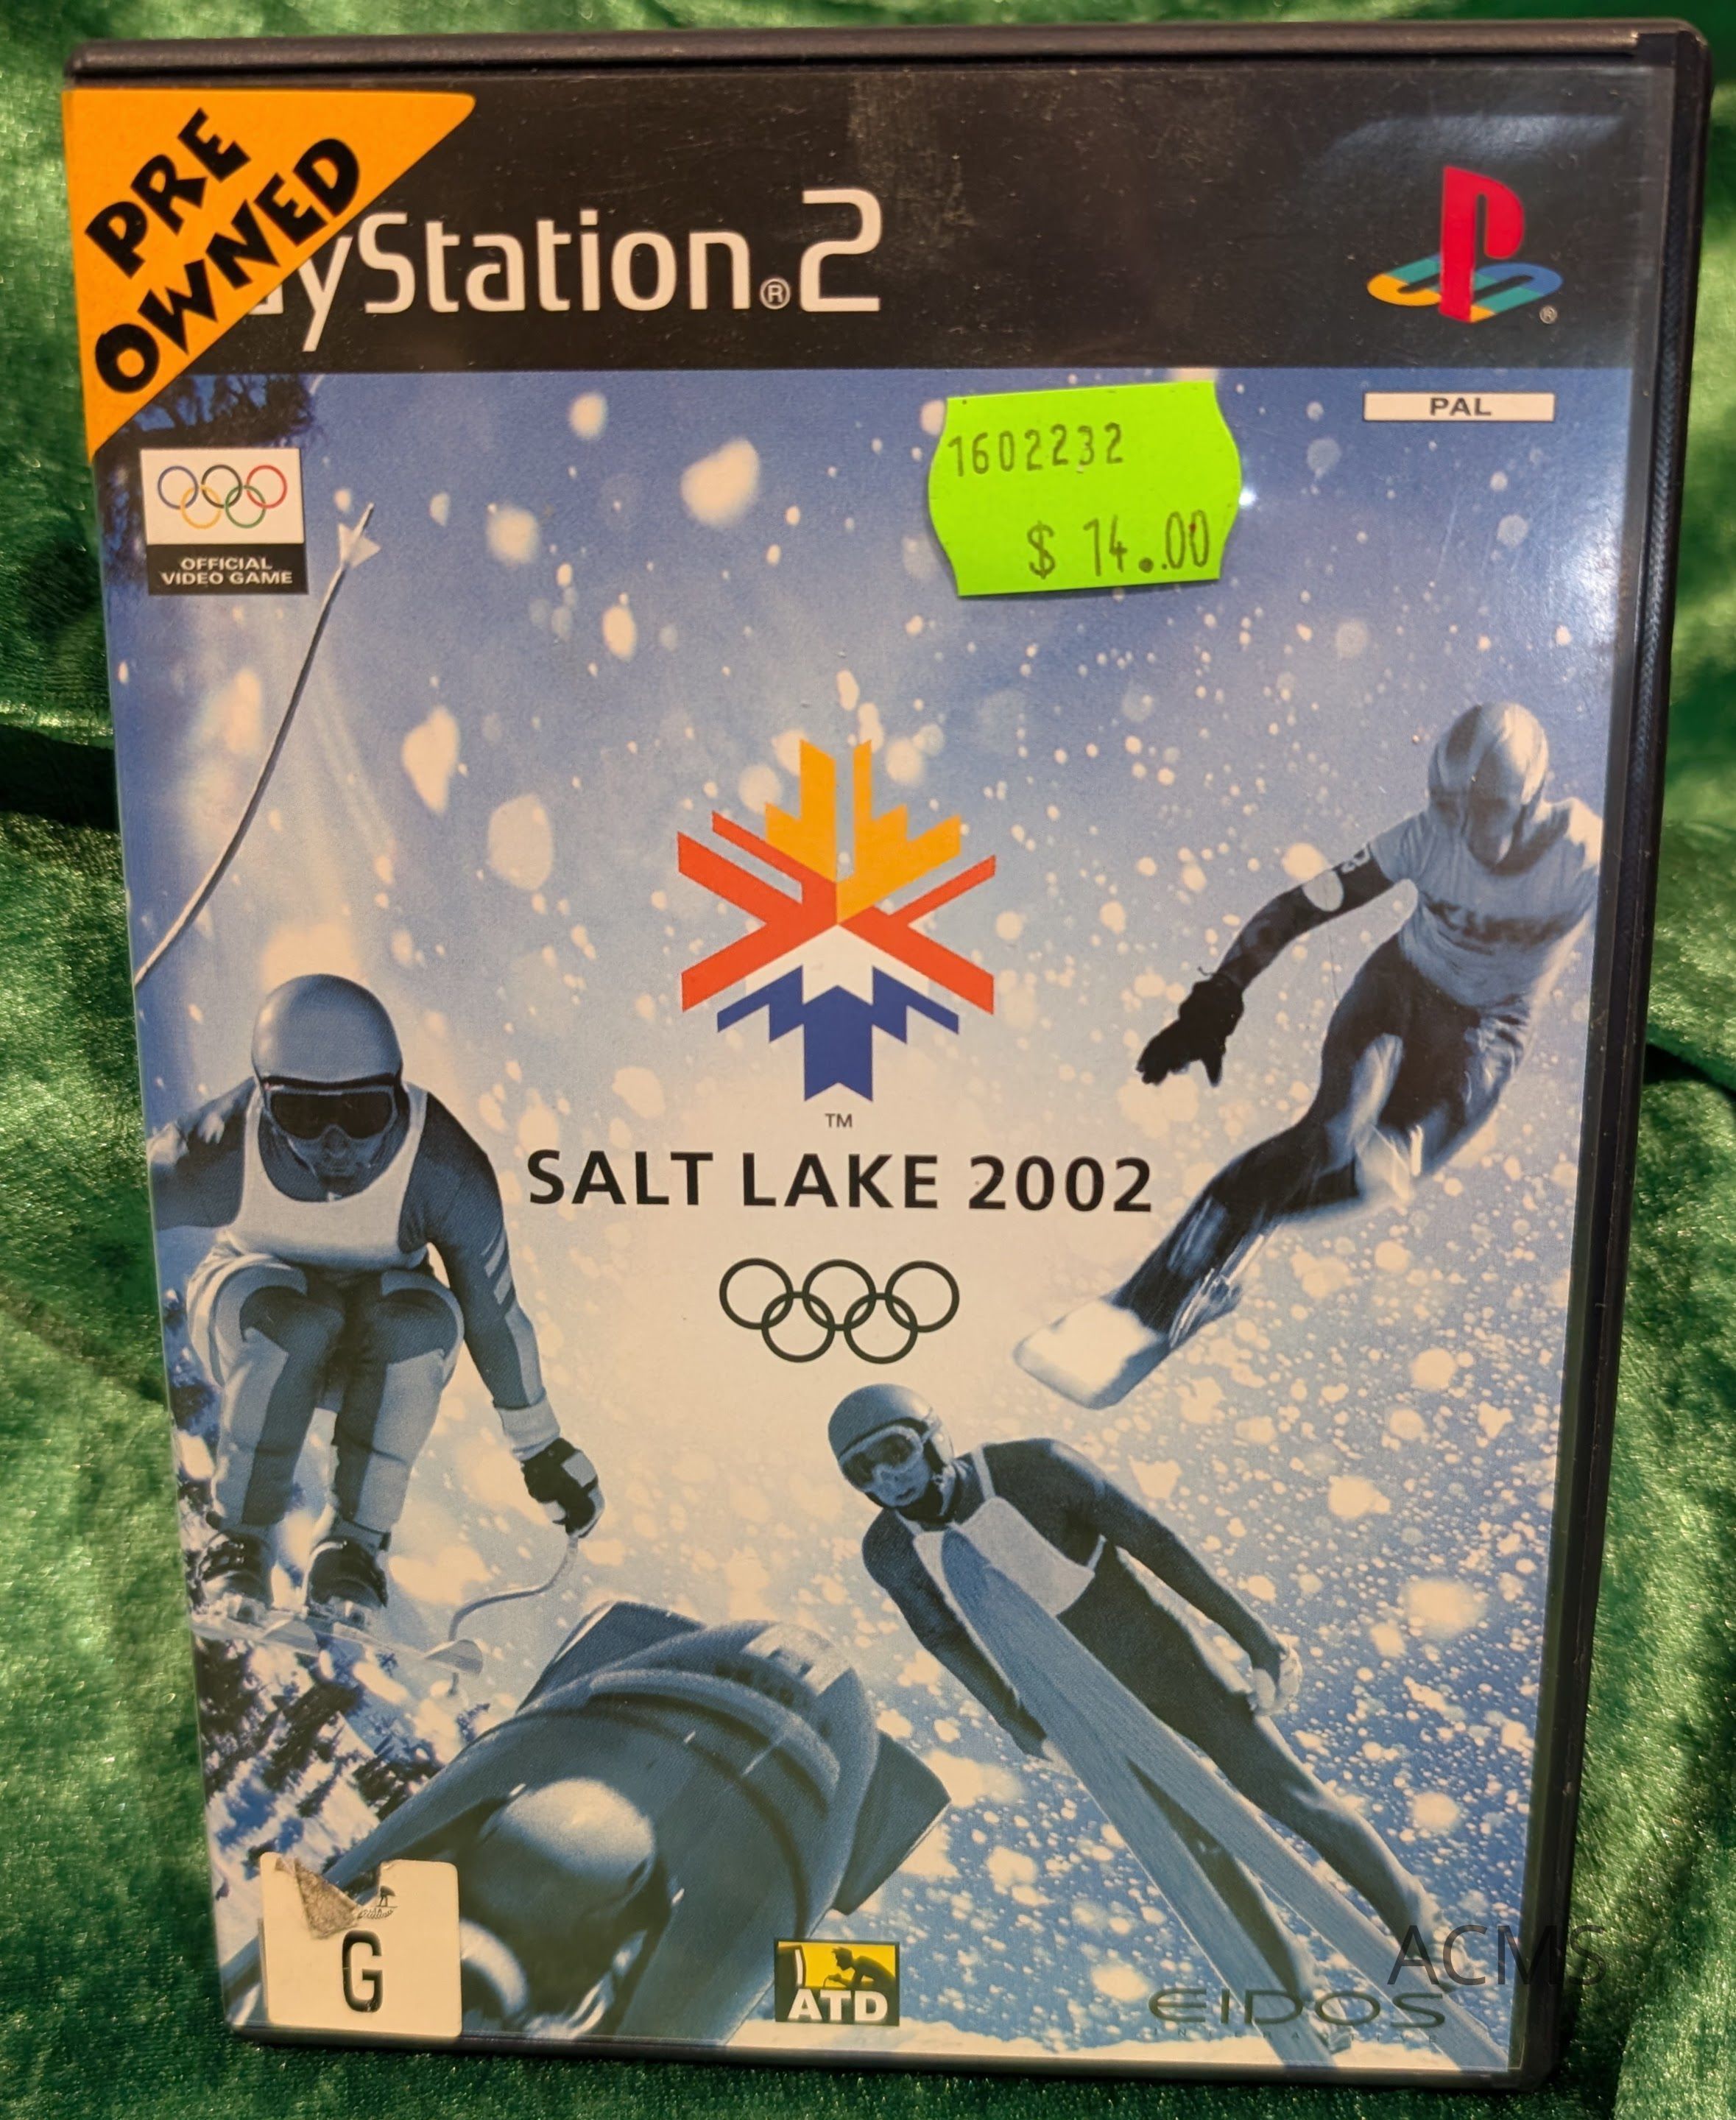 PRE
OWNED
yStation®2
PAL
1602232
$ 14.00
OFFICIAL
VIDEO GAME
TM
SALT LAKE 2002
G
ATD
ACMS
EIDOS